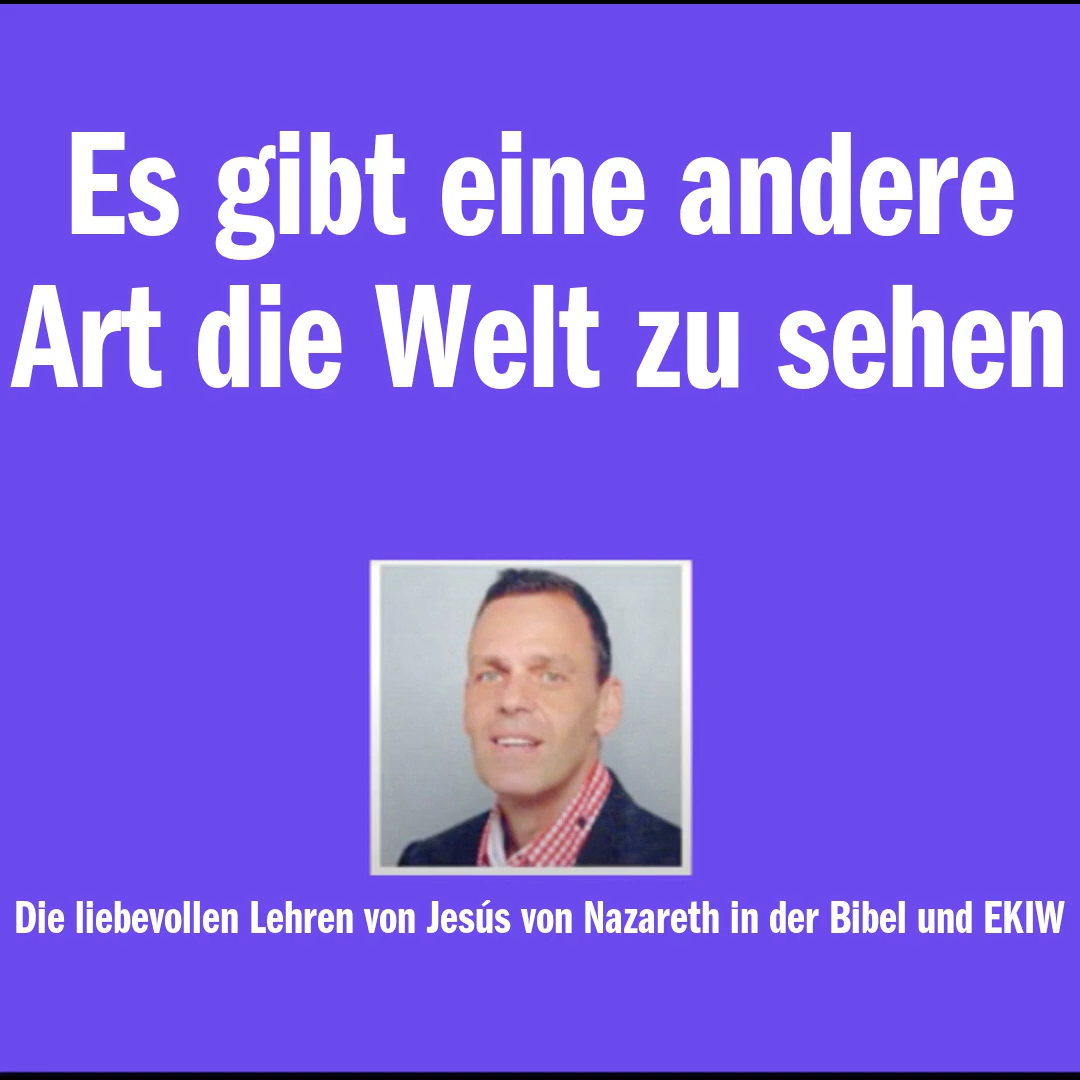 Es gibt eine andere
Art die Welt zu sehen
Die liebevollen Lehren von Jesús von Nazareth in der Bibel und EKIW